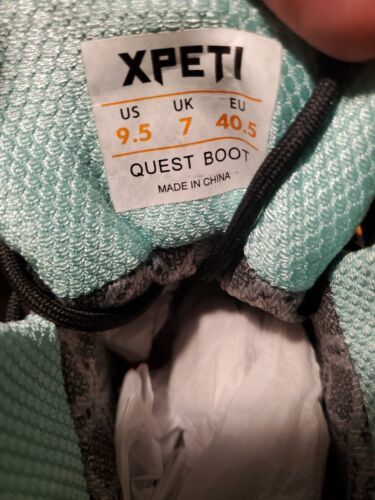 XPETI
US UK EU
9.5 7 40.5
QUEST BOOT
MADE IN CHINA